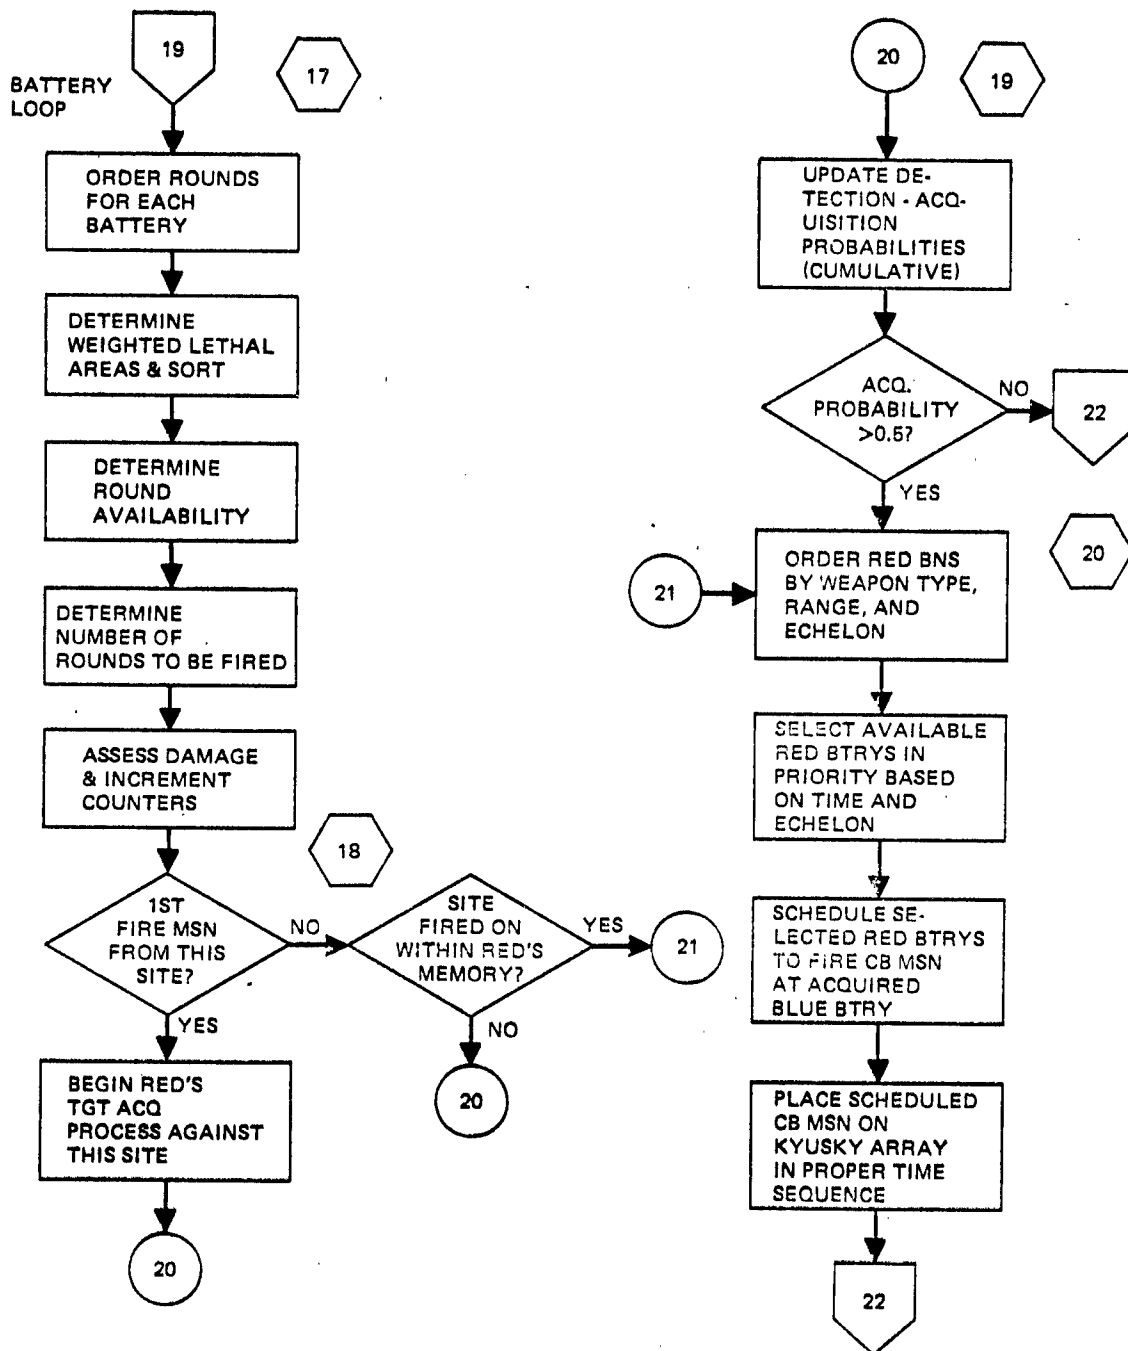 19
17
BATTERY
LOOP
ORDER ROUNDS
FOR EACH
BATTERY
DETERMINE
WEIGHTED LETHAL
AREAS & SORT
DETERMINE
ROUND
AVAILABILITY
DETERMINE
NUMBER OF
ROUNDS TO BE FIRED
ASSESS DAMAGE
& INCREMENT
COUNTERS
18
1ST
FIRE MSN
FROM THIS
SITE?
NO
SITE
FIRED ON
WITHIN RED'S
MEMORY?
YES
21
YES
NO
20
BEGIN RED'S
TGT ACQ
PROCESS AGAINST
THIS SITE
20
20
19
UPDATE DE-
TECTION - ACQ-
UISITION
PROBABILITIES
(CUMULATIVE)
ACQ.
PROBABILITY
>0.5?
NO
22
YES
20
21
ORDER RED BNS
BY WEAPON TYPE,
RANGE, AND
ECHELON
SELECT AVAILABLE
RED BTRYS IN
PRIORITY BASED
ON TIME AND
ECHELON
SCHEDULE SE-
LECTED RED BTRYS
TO FIRE CB MSN
AT ACQUIRED
BLUE BTRY
PLACE SCHEDULED
CB MSN ON
KYUSKY ARRAY
IN PROPER TIME
SEQUENCE
22